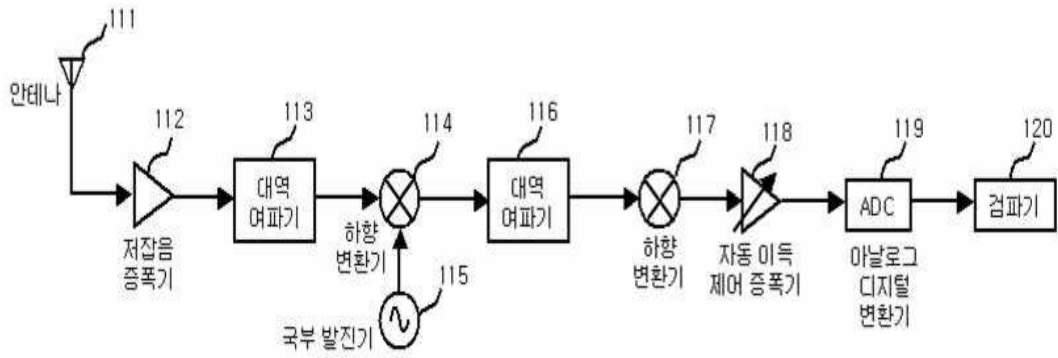 111
안테나
112
저잡음
증폭기
113
대역
여파기
114
하향
변환기
115
국부 발진기
116
대역
여파기
117
하향
변환기
118
자동 이득
제어 증폭기
119
ADC
아날로그
디지털
변환기
120
검파기